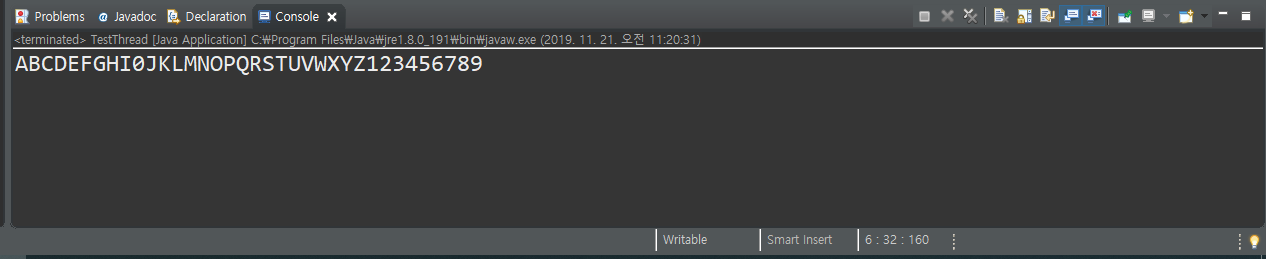 Problems @ Javadoc Declaration Console
<terminated> TestThread [Java Application] C:₩Program Files₩Java₩jre1.8.0_191₩bin₩javaw.exe (2019. 11. 21. 오전 11:20:31)
ABCDEFGHI0JKLMNOPQRSTUVWXYZ123456789
Writable Smart Insert 6 : 32 : 160